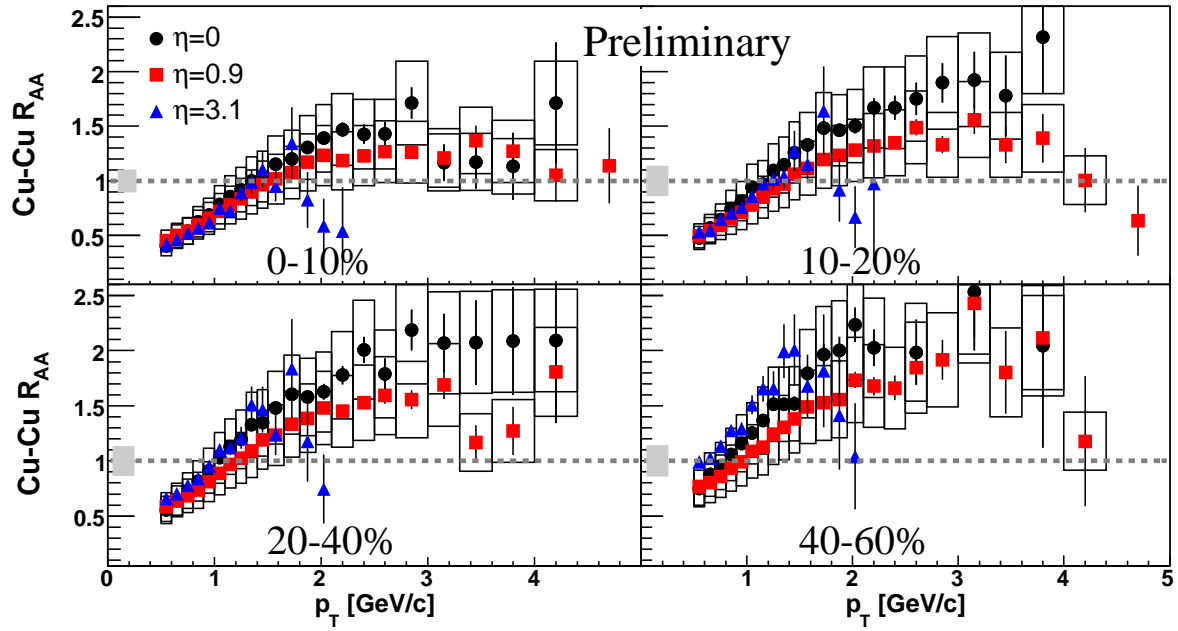 Preliminary
η=0
η=0.9
η=3.1
Cu-Cu R_AA
2.5
2
1.5
1
0.5
0-10%
10-20%
Cu-Cu R_AA
2.5
2
1.5
1
0.5
20-40%
40-60%
0 1 2 3 4 1 2 3 4 5
p_T [GeV/c] p_T [GeV/c]